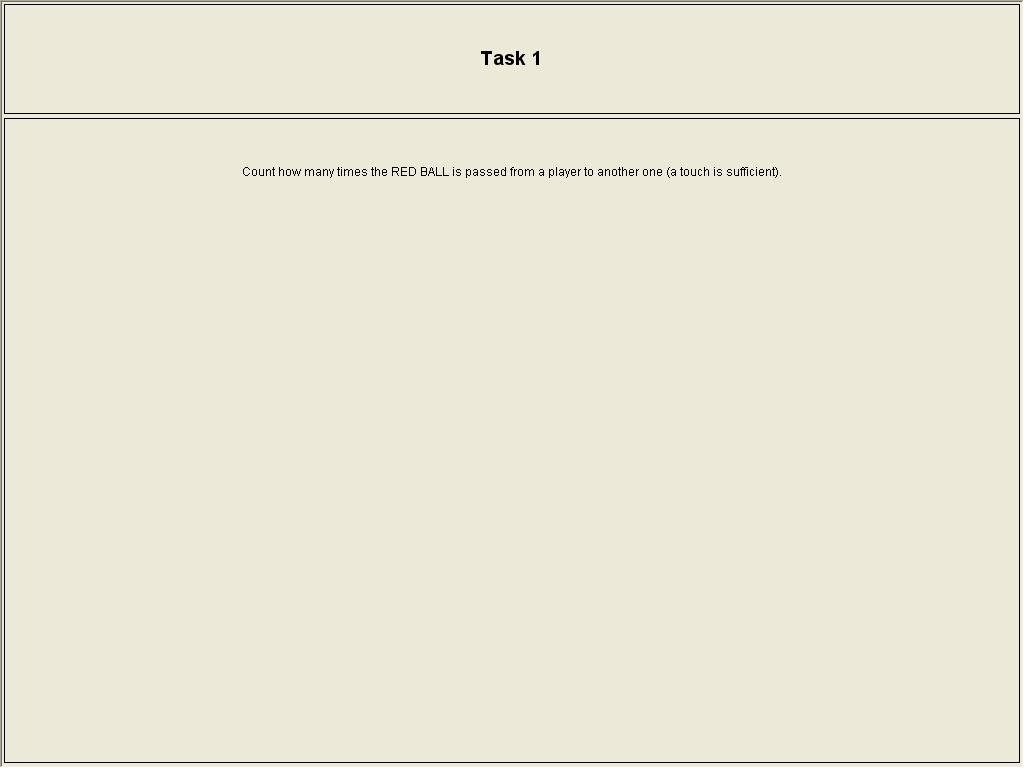 Task 1
Count how many times the RED BALL is passed from a player to another one (a touch is sufficient).